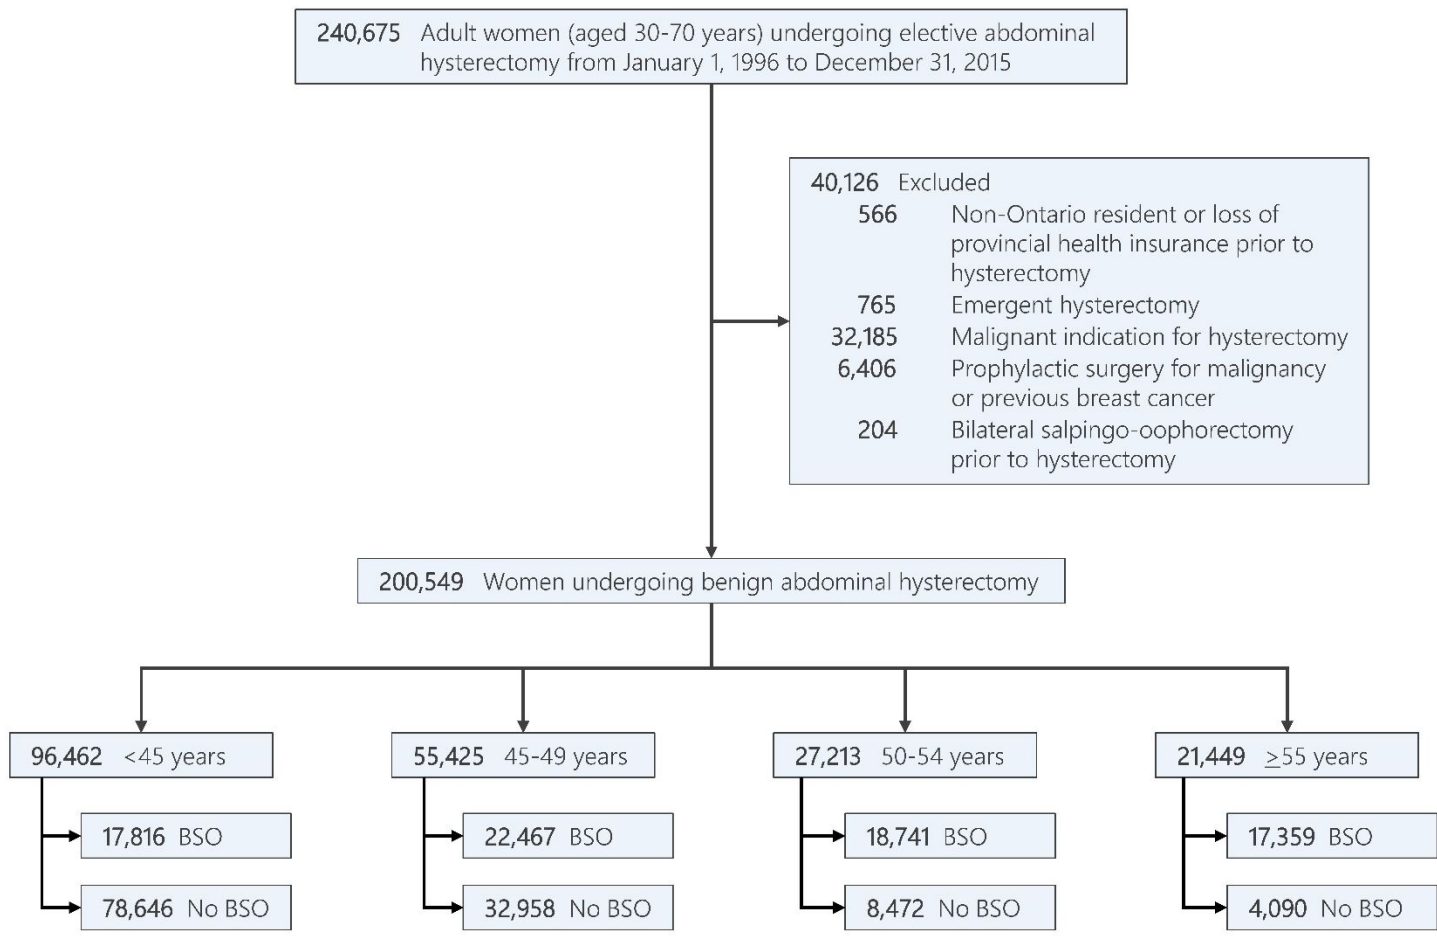 240,675 Adult women (aged 30-70 years) undergoing elective abdominal
hysterectomy from January 1, 1996 to December 31, 2015
40,126 Excluded
566 Non-Ontario resident or loss of
provincial health insurance prior to
hysterectomy
765 Emergent hysterectomy
32,185 Malignant indication for hysterectomy
6,406 Prophylactic surgery for malignancy
or previous breast cancer
204 Bilateral salpingo-oophorectomy
prior to hysterectomy
200,549 Women undergoing benign abdominal hysterectomy
96,462 <45 years
17,816 BSO
78,646 No BSO
55,425 45-49 years
22,467 BSO
32,958 No BSO
27,213 50-54 years
18,741 BSO
8,472 No BSO
21,449 ≥55 years
17,359 BSO
4,090 No BSO